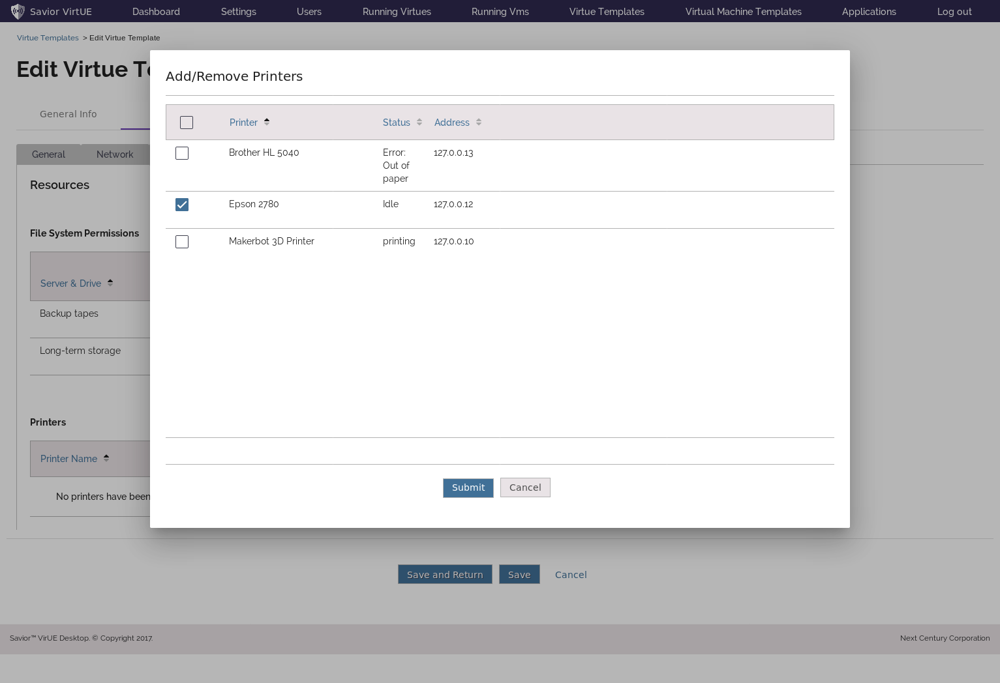 Savior VirtUE Dashboard Settings Users Running Virtues Running Vms Virtue Templates Virtual Machine Templates Applications Log out
Virtue Templates > Edit Virtue Template
Edit Virtue
Add/Remove Printers
General Info
Printer Status Address
General Network
Brother HL 5040 Error: Out of paper 127.0.0.13
Resources
Epson 2780 Idle 127.0.0.12
File System Permissions
Makerbot 3D Printer printing 127.0.0.10
Server & Drive
Backup tapes
Long-term storage
Printers
Printer Name
Submit Cancel
No printers have been
Save and Return Save Cancel
Savior™ VirUE Desktop. © Copyright 2017. Next Century Corporation